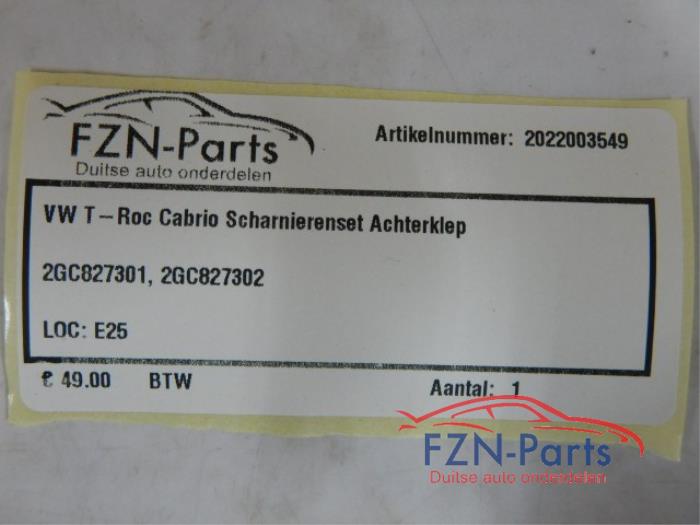 FZN-Parts
Duitse auto onderdelen
Artikelnummer: 2022003549
VW T-Roc Cabrio Scharnierenset Achterklep
2GC827301, 2GC827302
LOC: E25
€ 49.00 BTW
Aantal: 1
FZN-Parts
Duitse auto onderdelen